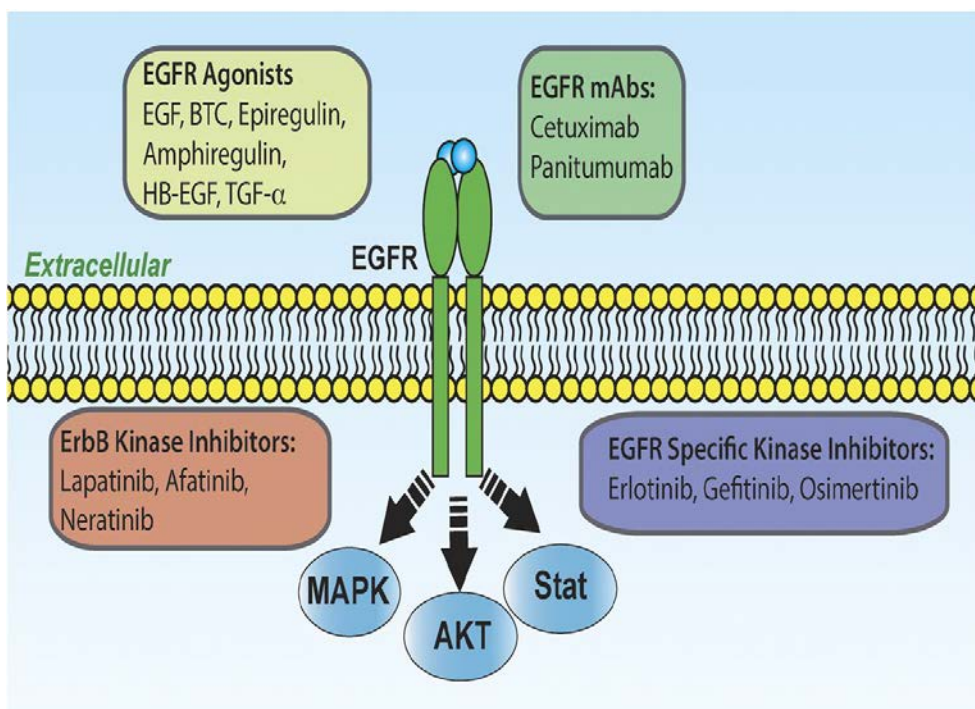 EGFR Agonists
EGF, BTC, Epiregulin,
Amphiregulin,
HB-EGF, TGF-α
EGFR mAbs:
Cetuximab
Panitumumab
EGFR
Extracellular
ErbB Kinase Inhibitors:
Lapatinib, Afatinib,
Neratinib
EGFR Specific Kinase Inhibitors:
Erlotinib, Gefitinib, Osimertinib
MAPK
AKT
Stat